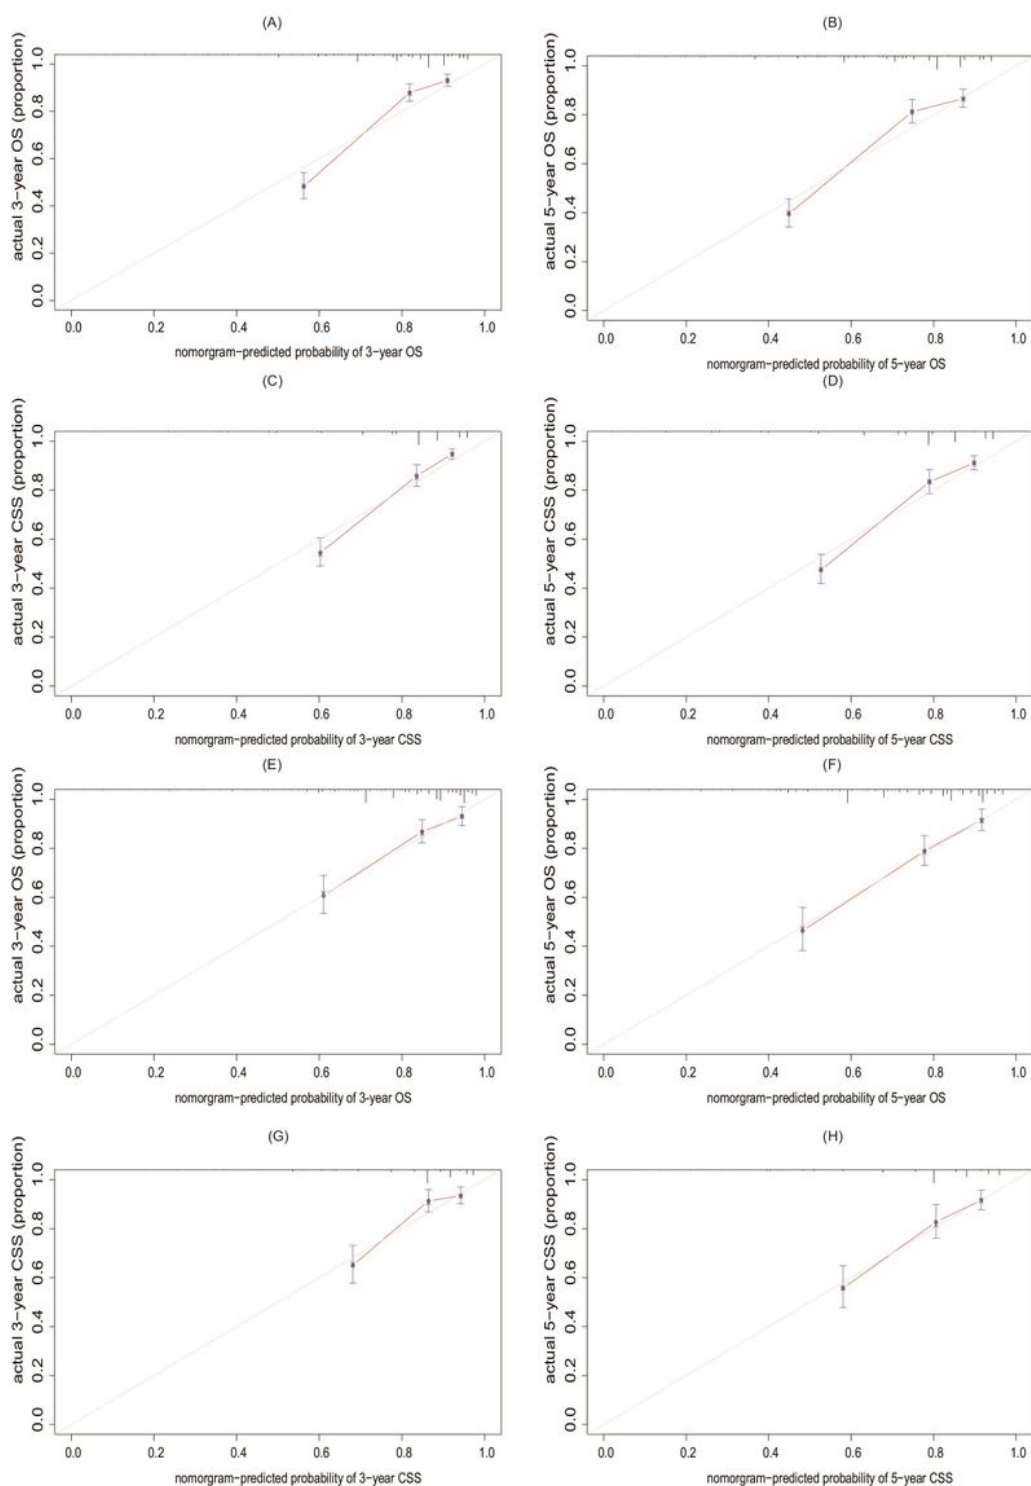 (A)
actual 3-year OS (proportion)
1.0
0.8
0.6
0.4
0.2
0.0
0.0 0.2 0.4 0.6 0.8 1.0
nomorgram-predicted probability of 3-year OS
(B)
actual 5-year OS (proportion)
1.0
0.8
0.6
0.4
0.2
0.0
0.0 0.2 0.4 0.6 0.8 1.0
nomorgram-predicted probability of 5-year OS
(C)
actual 3-year CSS (proportion)
1.0
0.8
0.6
0.4
0.2
0.0
0.0 0.2 0.4 0.6 0.8 1.0
nomorgram-predicted probability of 3-year CSS
(D)
actual 5-year CSS (proportion)
1.0
0.8
0.6
0.4
0.2
0.0
0.0 0.2 0.4 0.6 0.8 1.0
nomorgram-predicted probability of 5-year CSS
(E)
actual 3-year OS (proportion)
1.0
0.8
0.6
0.4
0.2
0.0
0.0 0.2 0.4 0.6 0.8 1.0
nomorgram-predicted probability of 3-year OS
(F)
actual 5-year OS (proportion)
1.0
0.8
0.6
0.4
0.2
0.0
0.0 0.2 0.4 0.6 0.8 1.0
nomorgram-predicted probability of 5-year OS
(G)
actual 3-year CSS (proportion)
1.0
0.8
0.6
0.4
0.2
0.0
0.0 0.2 0.4 0.6 0.8 1.0
nomorgram-predicted probability of 3-year CSS
(H)
actual 5-year CSS (proportion)
1.0
0.8
0.6
0.4
0.2
0.0
0.0 0.2 0.4 0.6 0.8 1.0
nomorgram-predicted probability of 5-year CSS